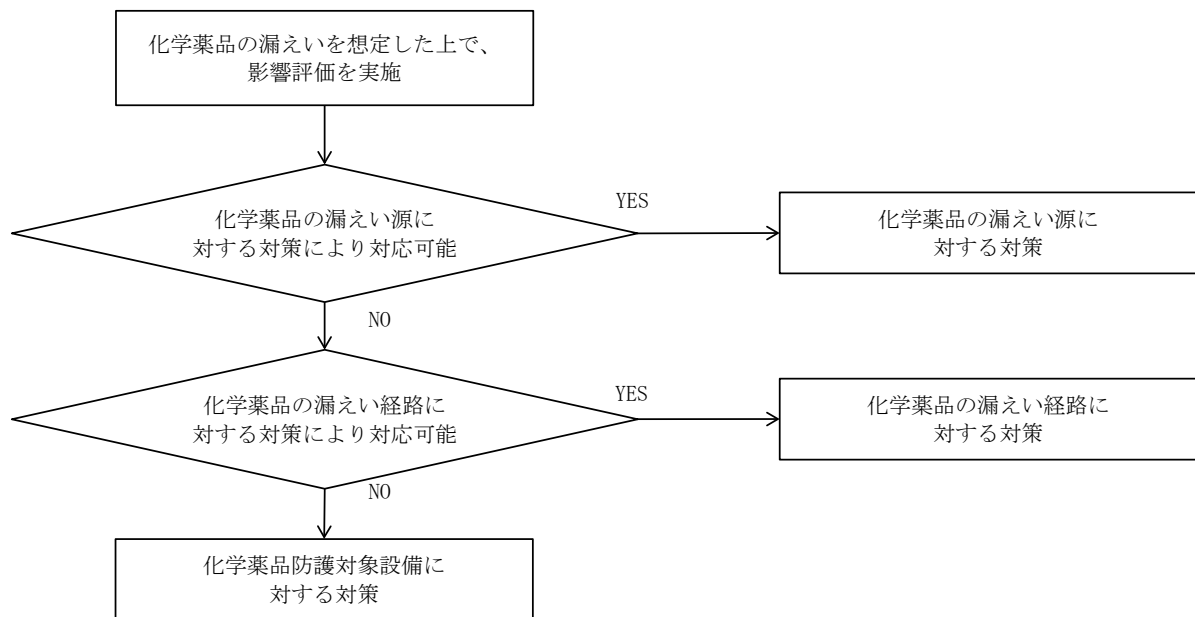 化学薬品の漏えいを想定した上で、
影響評価を実施
化学薬品の漏えい源に
対する対策により対応可能
YES
化学薬品の漏えい源に
対する対策
NO
化学薬品の漏えい経路に
対する対策により対応可能
YES
化学薬品の漏えい経路に
対する対策
NO
化学薬品防護対象設備に
対する対策